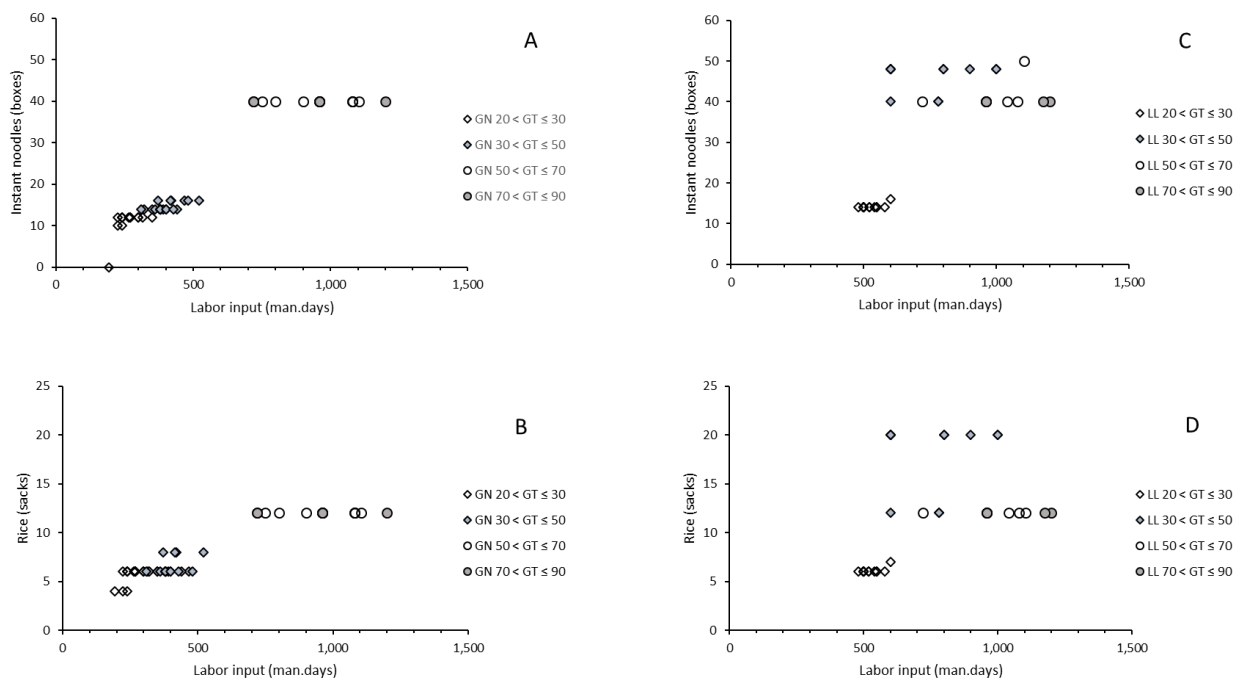 60
50
40
30
20
10
0
Instant noodles (boxes)
0
500
1,000
1,500
Labor input (man.days)
A
GN 20 < GT ≤ 30
GN 30 < GT ≤ 50
GN 50 < GT ≤ 70
GN 70 < GT ≤ 90
60
50
40
30
20
10
0
Instant noodles (boxes)
0
500
1,000
1,500
Labor input (man.days)
C
LL 20 < GT ≤ 30
LL 30 < GT ≤ 50
LL 50 < GT ≤ 70
LL 70 < GT ≤ 90
25
20
15
10
5
0
Rice (sacks)
0
500
1,000
1,500
Labor input (man.days)
B
GN 20 < GT ≤ 30
GN 30 < GT ≤ 50
GN 50 < GT ≤ 70
GN 70 < GT ≤ 90
25
20
15
10
5
0
Rice (sacks)
0
500
1,000
1,500
Labor input (man.days)
D
LL 20 < GT ≤ 30
LL 30 < GT ≤ 50
LL 50 < GT ≤ 70
LL 70 < GT ≤ 90